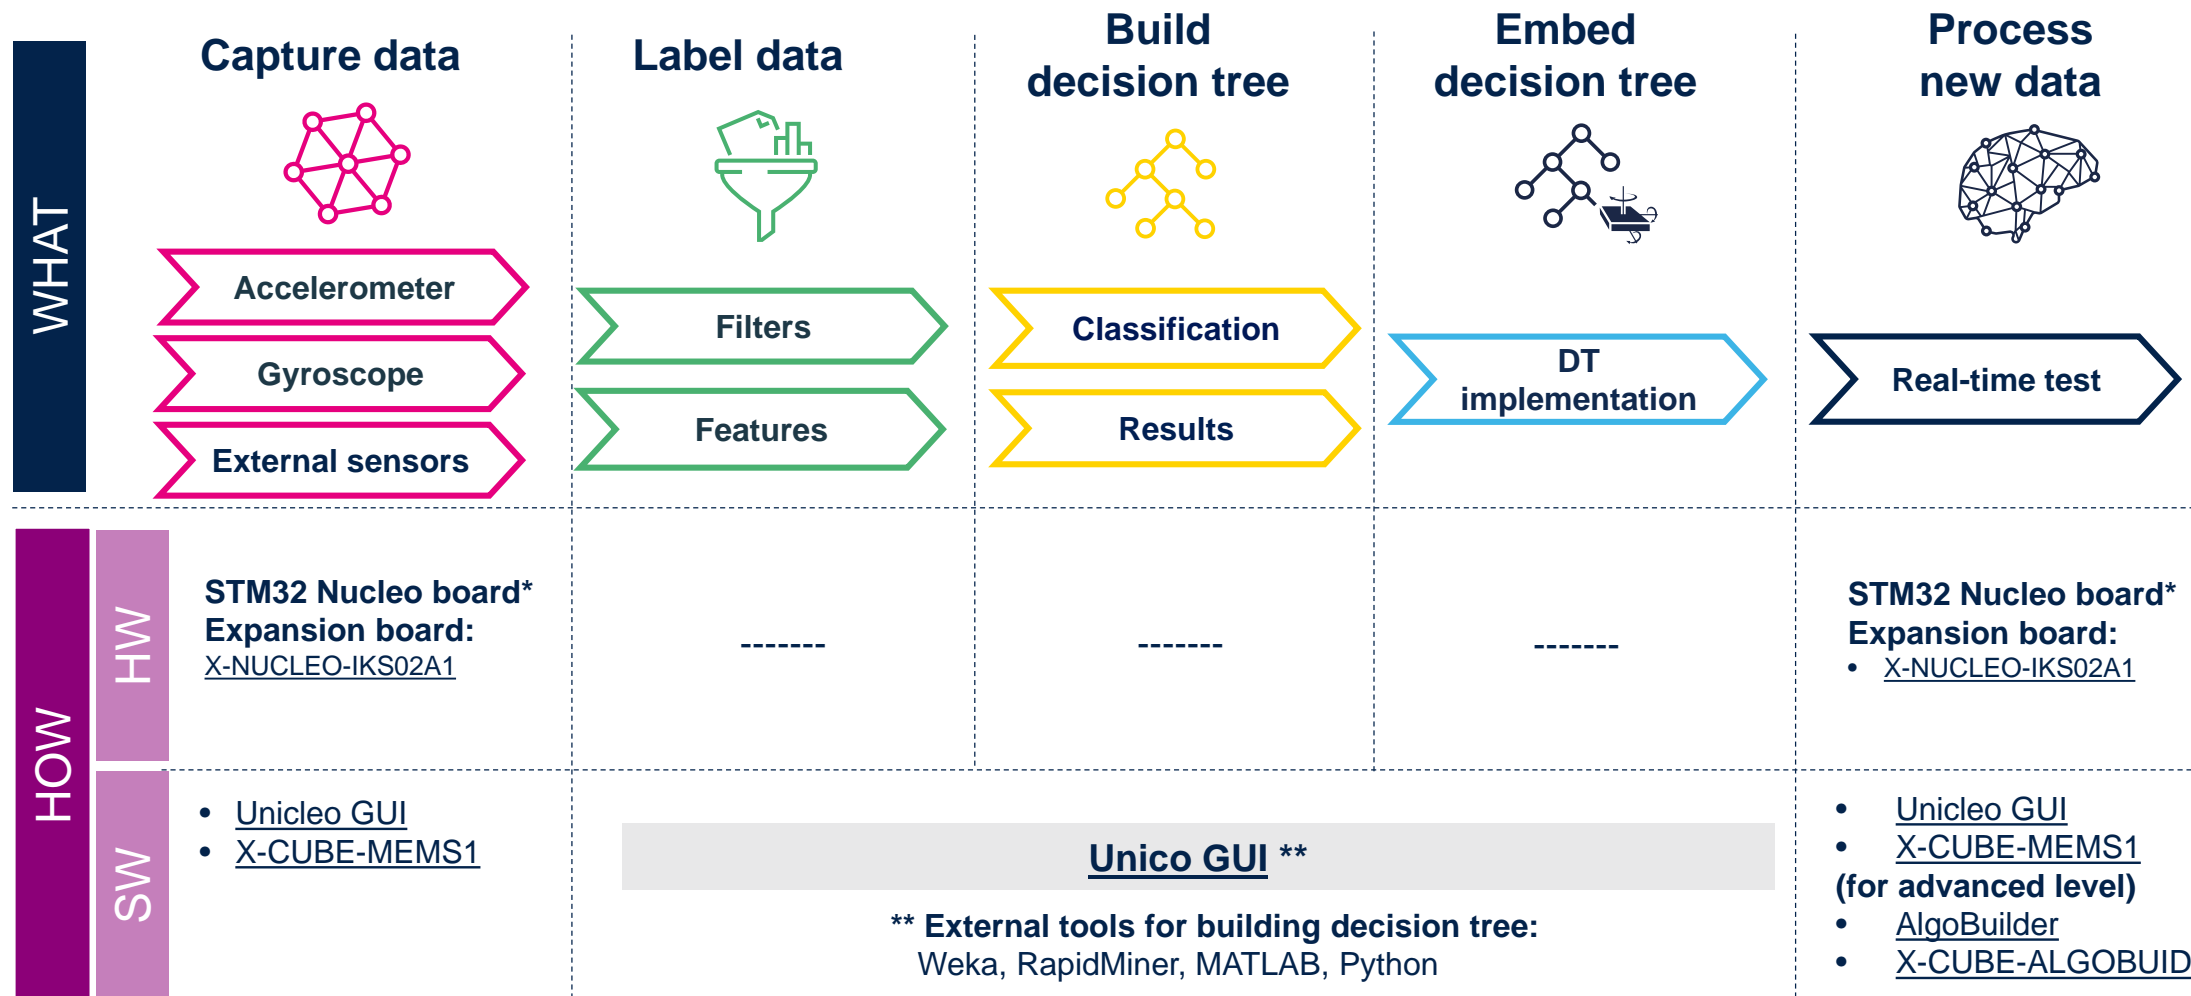 WHAT
Capture data
Label data
Build
decision tree
Embed
decision tree
Process
new data
Accelerometer
Gyroscope
External sensors
Filters
Features
Classification
Results
DT
implementation
Real-time test
HOW
HW
STM32 Nucleo board*
Expansion board:
X-NUCLEO-IKS02A1
-------
-------
-------
STM32 Nucleo board*
Expansion board:
• X-NUCLEO-IKS02A1
SW
• Unicleo GUI
• X-CUBE-MEMS1
Unico GUI **
** External tools for building decision tree:
Weka, RapidMiner, MATLAB, Python
• Unicleo GUI
• X-CUBE-MEMS1
(for advanced level)
• AlgoBuilder
• X-CUBE-ALGOBUID